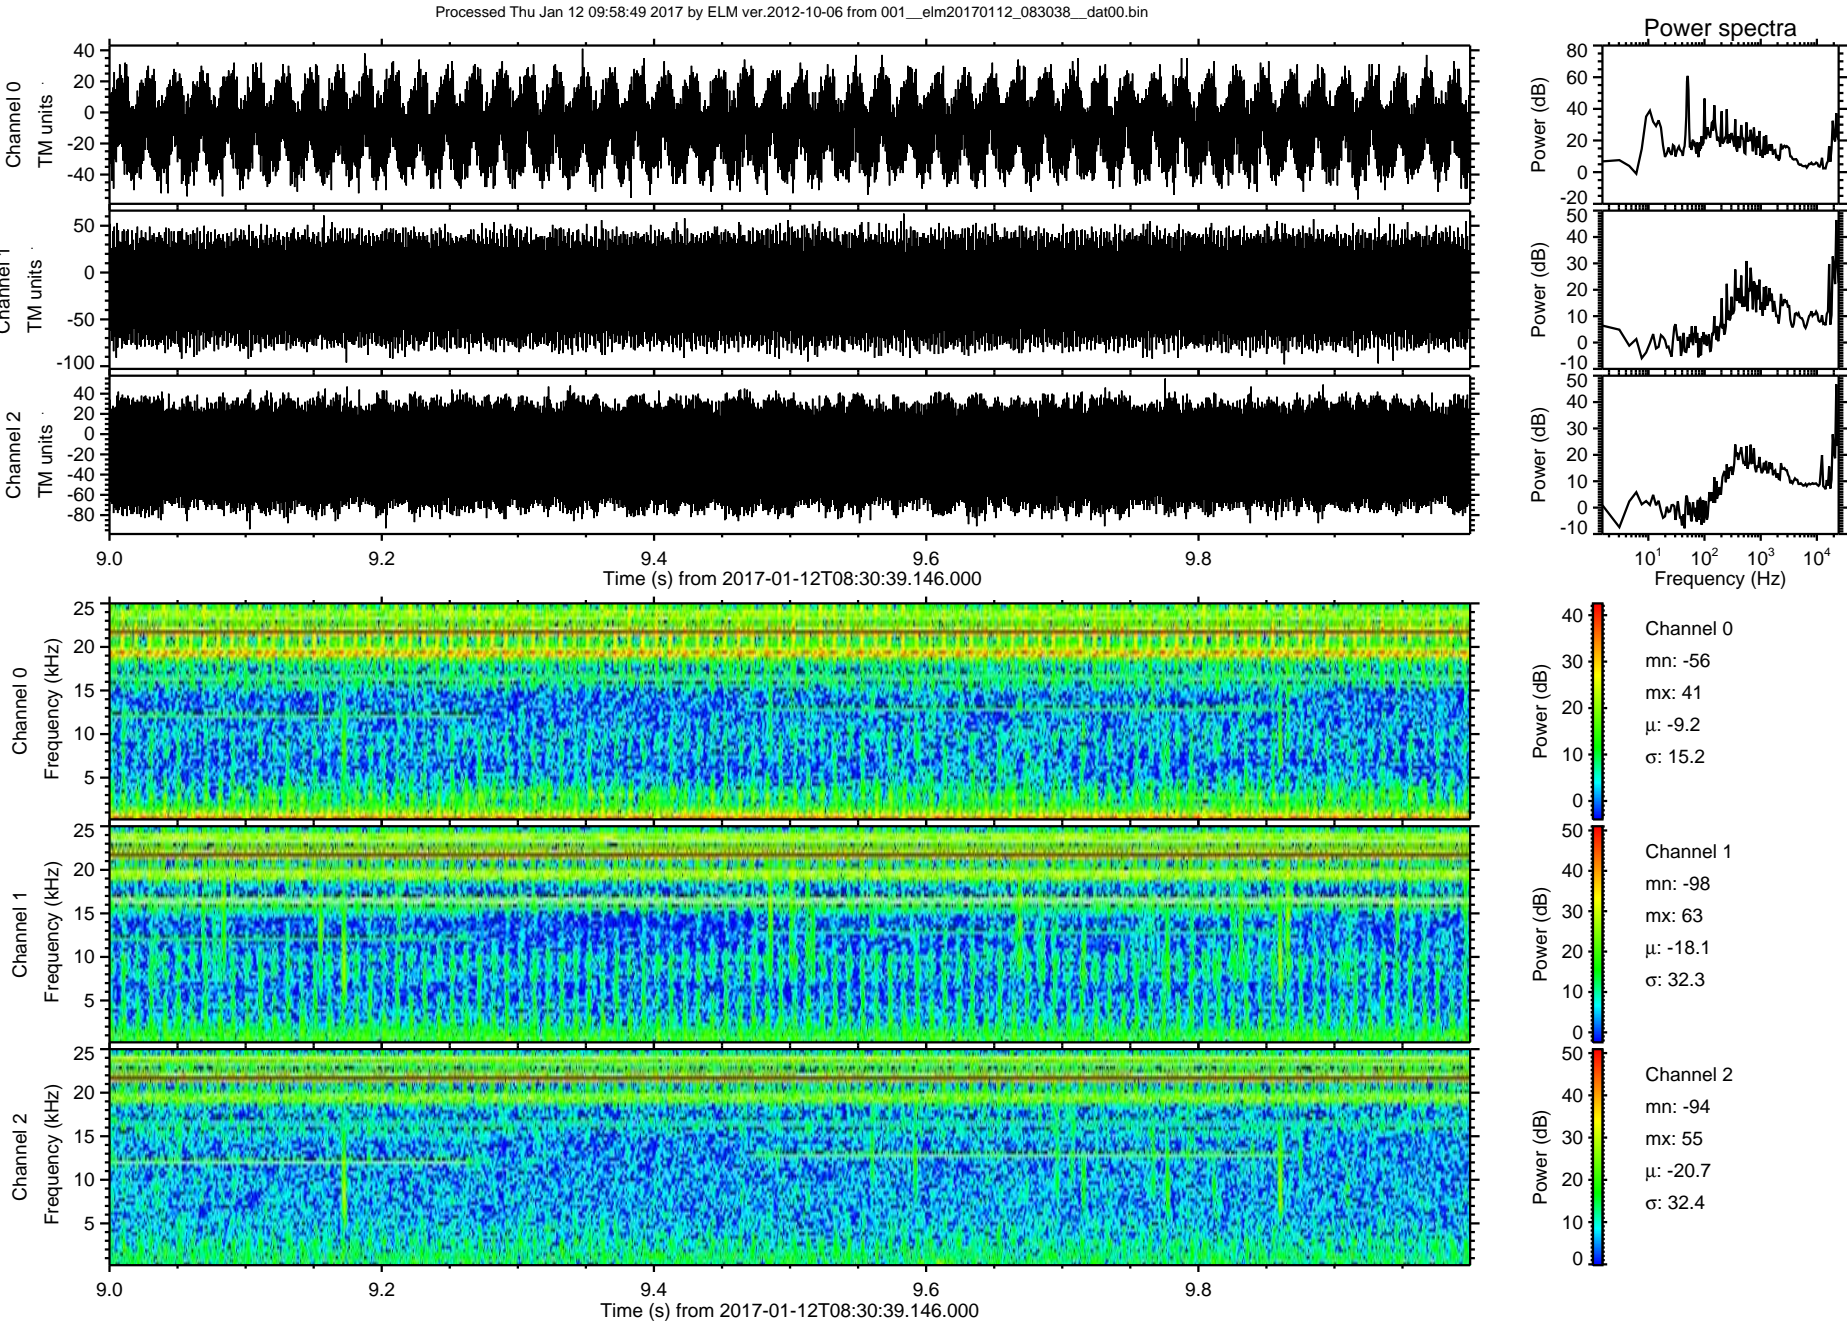 Processed Thu Jan 12 09:58:49 2017 by ELM ver.2012-10-06 from 001__elm20170112_083038__dat00.bin
Power spectra
Channel 0
TM units
40
20
0
-20
-40
Power (dB)
80
60
40
20
0
-20
Channel 1
TM units
50
0
-50
-100
Power (dB)
50
40
30
20
10
0
-10
Channel 2
TM units
40
20
0
-20
-40
-60
-80
Power (dB)
50
40
30
20
10
0
-10
9.0 9.2 9.4 9.6 9.8
Time (s) from 2017-01-12T08:30:39.146.000
10¹ 10² 10³ 10⁴
Frequency (Hz)
Channel 0
Frequency (kHz)
25
20
15
10
5
Power (dB)
40
30
20
10
0
Channel 0
mn: -56
mx: 41
μ: -9.2
σ: 15.2
Channel 1
Frequency (kHz)
25
20
15
10
5
Power (dB)
50
40
30
20
10
0
Channel 1
mn: -98
mx: 63
μ: -18.1
σ: 32.3
Channel 2
Frequency (kHz)
25
20
15
10
5
Power (dB)
50
40
30
20
10
0
Channel 2
mn: -94
mx: 55
μ: -20.7
σ: 32.4
9.0 9.2 9.4 9.6 9.8
Time (s) from 2017-01-12T08:30:39.146.000